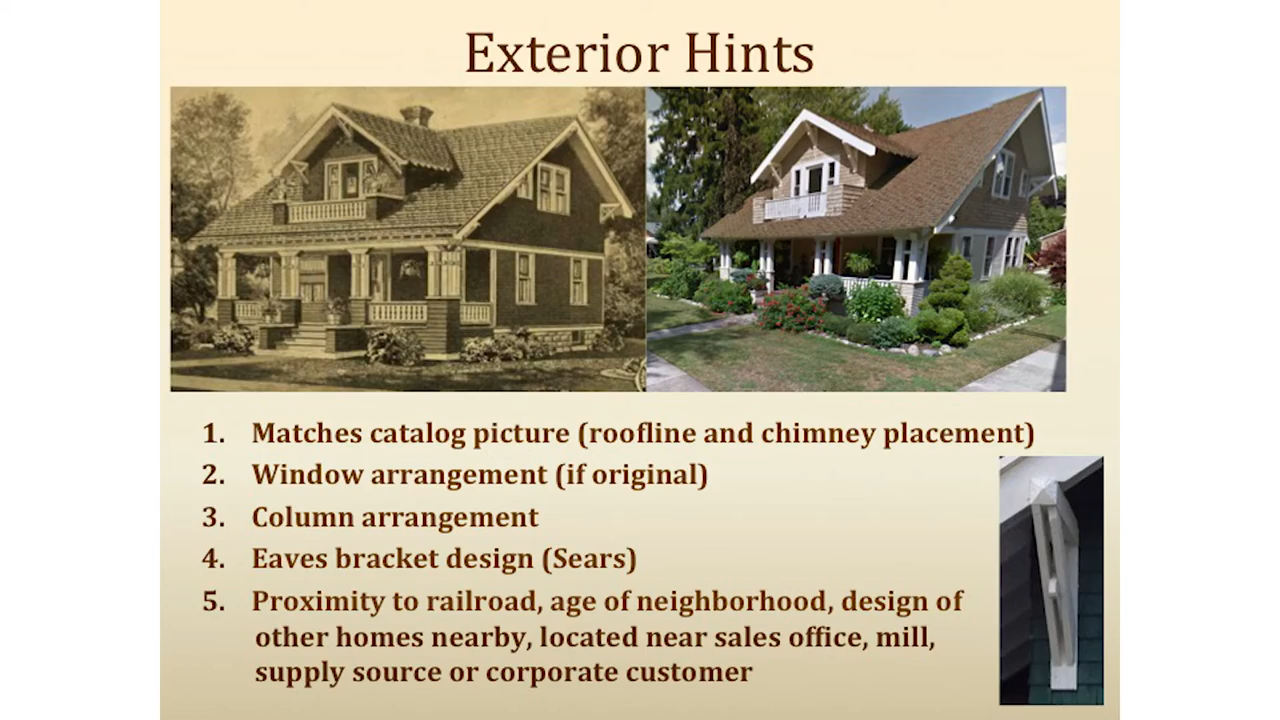 Exterior Hints
1. Matches catalog picture (roofline and chimney placement)
2. Window arrangement (if original)
3. Column arrangement
4. Eaves bracket design (Sears)
5. Proximity to railroad, age of neighborhood, design of
other homes nearby, located near sales office, mill,
supply source or corporate customer